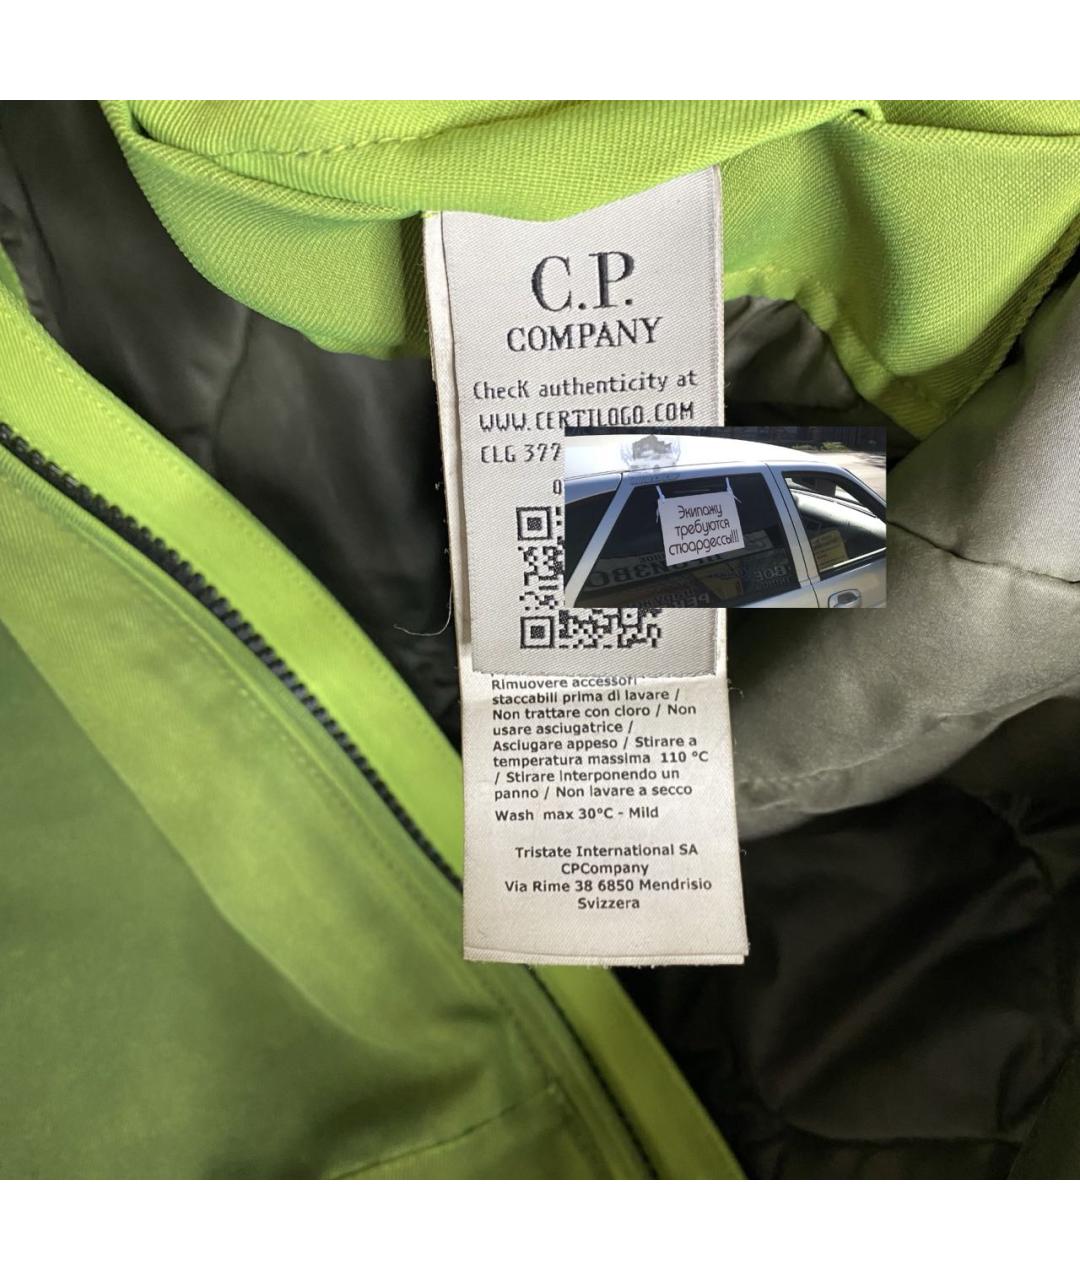 C.P.
COMPANY
Check authenticity at
WWW.CERTILOGO.COM
CLG 377
0
Экипажу
требуются
стюардессы!!!
Rimuovere accessori
staccabili prima di lavare /
Non trattare con cloro / Non
usare asciugatrice /
Asciugare appeso / Stirare a
temperatura massima 110 °C
/ Stirare interponendo un
panno / Non lavare a secco
Wash max 30°C - Mild
Tristate International SA
CPCompany
Via Rime 38 6850 Mendrisio
Svizzera